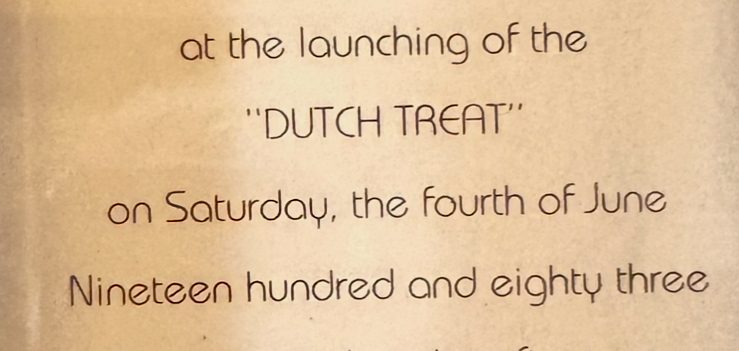 at the launching of the
"DUTCH TREAT"
on Saturday, the fourth of June
Nineteen hundred and eighty three